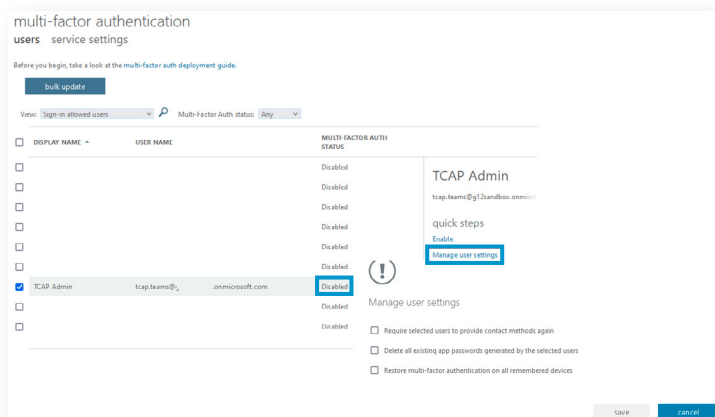 multi-factor authentication
users service settings
Before you begin, take a look at the multi-factor auth deployment guide.
bulk update
View: Sign-in allowed users Multi-Factor Auth status: Any
DISPLAY NAME USER NAME MULTI-FACTOR AUTH
STATUS
Disabled
Disabled
Disabled
Disabled
Disabled
Disabled
TCAP Admin tcap.teams@ .onmicrosoft.com Disabled
Disabled
Disabled
TCAP Admin
tcap.teams@g12sandbox.onmicro
quick steps
Enable
Manage user settings
Manage user settings
Require selected users to provide contact methods again
Delete all existing app passwords generated by the selected users
Restore multi-factor authentication on all remembered devices
save cancel